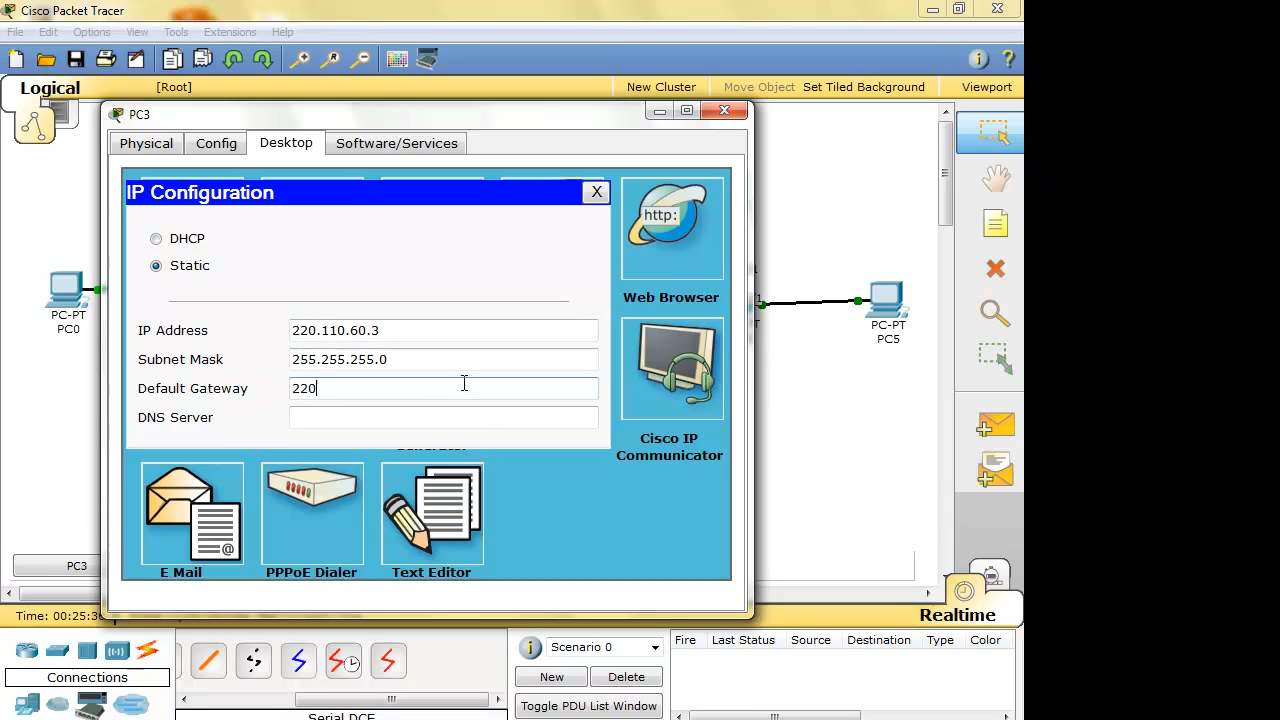 Cisco Packet Tracer
File Edit Options View Tools Extensions Help
Logical [Root] New Cluster Move Object Set Tiled Background Viewport
PC3
Physical Config Desktop Software/Services
IP Configuration X
http:
DHCP
Static
Web Browser
IP Address 220.110.60.3
Subnet Mask 255.255.255.0
Default Gateway 220
DNS Server
Cisco IP
Communicator
E Mail PPPoE Dialer Text Editor
PC-PT
PC0
PC-PT
PC5
PC3
Time: 00:25:3
Realtime
Scenario 0
Fire Last Status Source Destination Type Color
Connections
New Delete
Toggle PDU List Window
Serial DCE